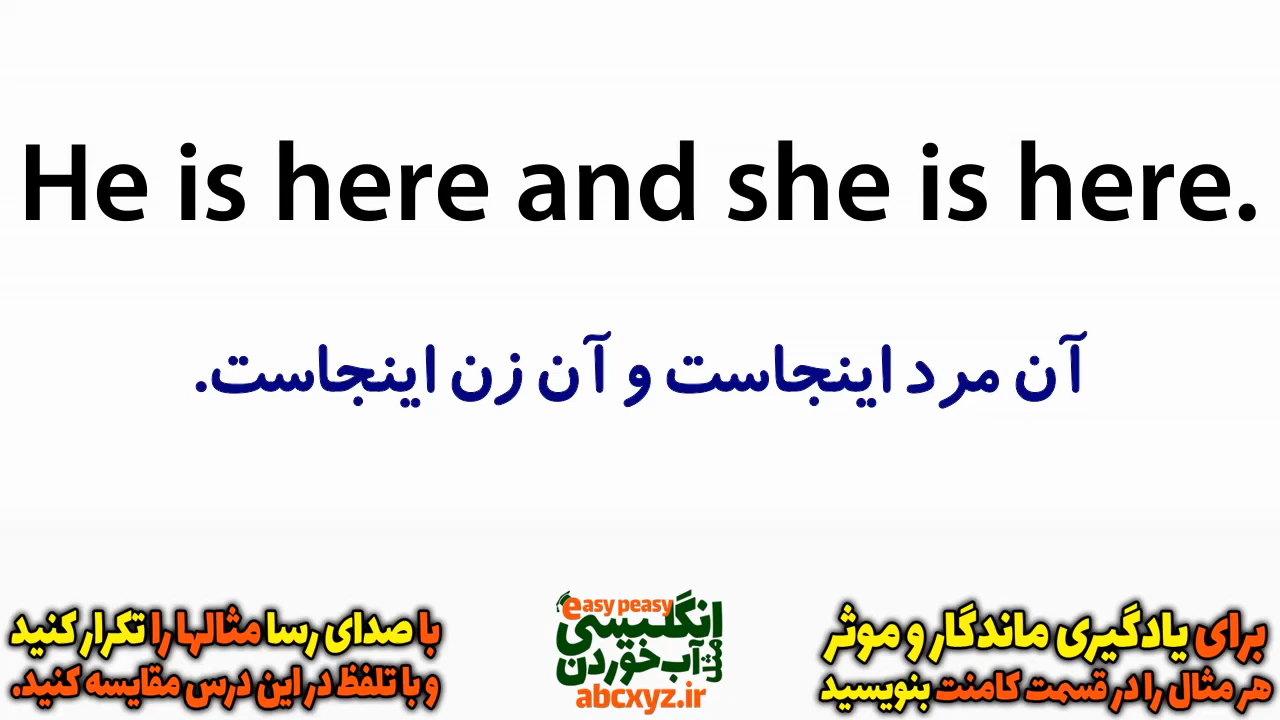 He is here and she is here.
آن مرد اینجاست و آن زن اینجاست.
برای یادگیری ماندگار و موثر
هر مثال را در قسمت کامنت بنویسید
easy peasy
انگلیسی
مثل آب خوردن
abcxyz.ir
با صدای رسا مثالها را تکرار کنید
و با تلفظ در این درس مقایسه کنید.